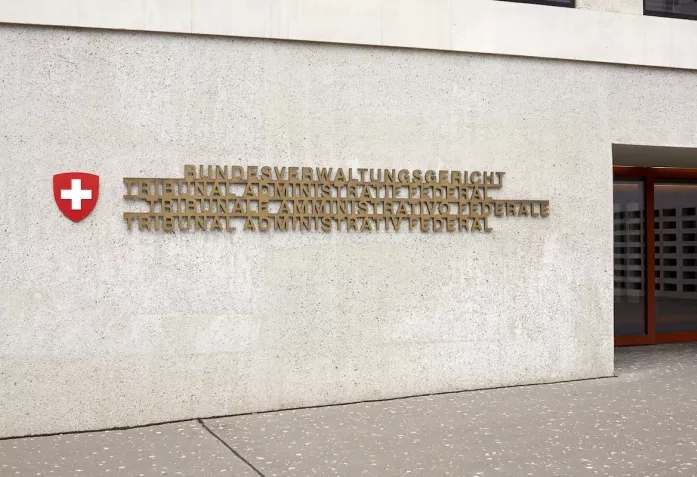 BUNDESVERWALTUNGSGERICHT
TRIBUNAL ADMINISTRATIF FÉDÉRAL
TRIBUNALE AMMINISTRATIVO FEDERALE
TRIBUNAL ADMINISTRATIV FEDERAL